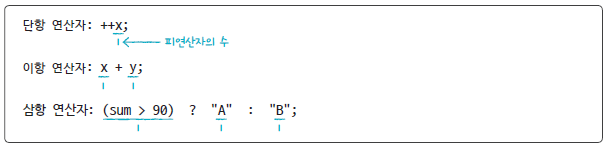 단항 연산자: ++x;
피연산자의 수
이항 연산자: x + y;
삼항 연산자: (sum > 90) ? "A" : "B";